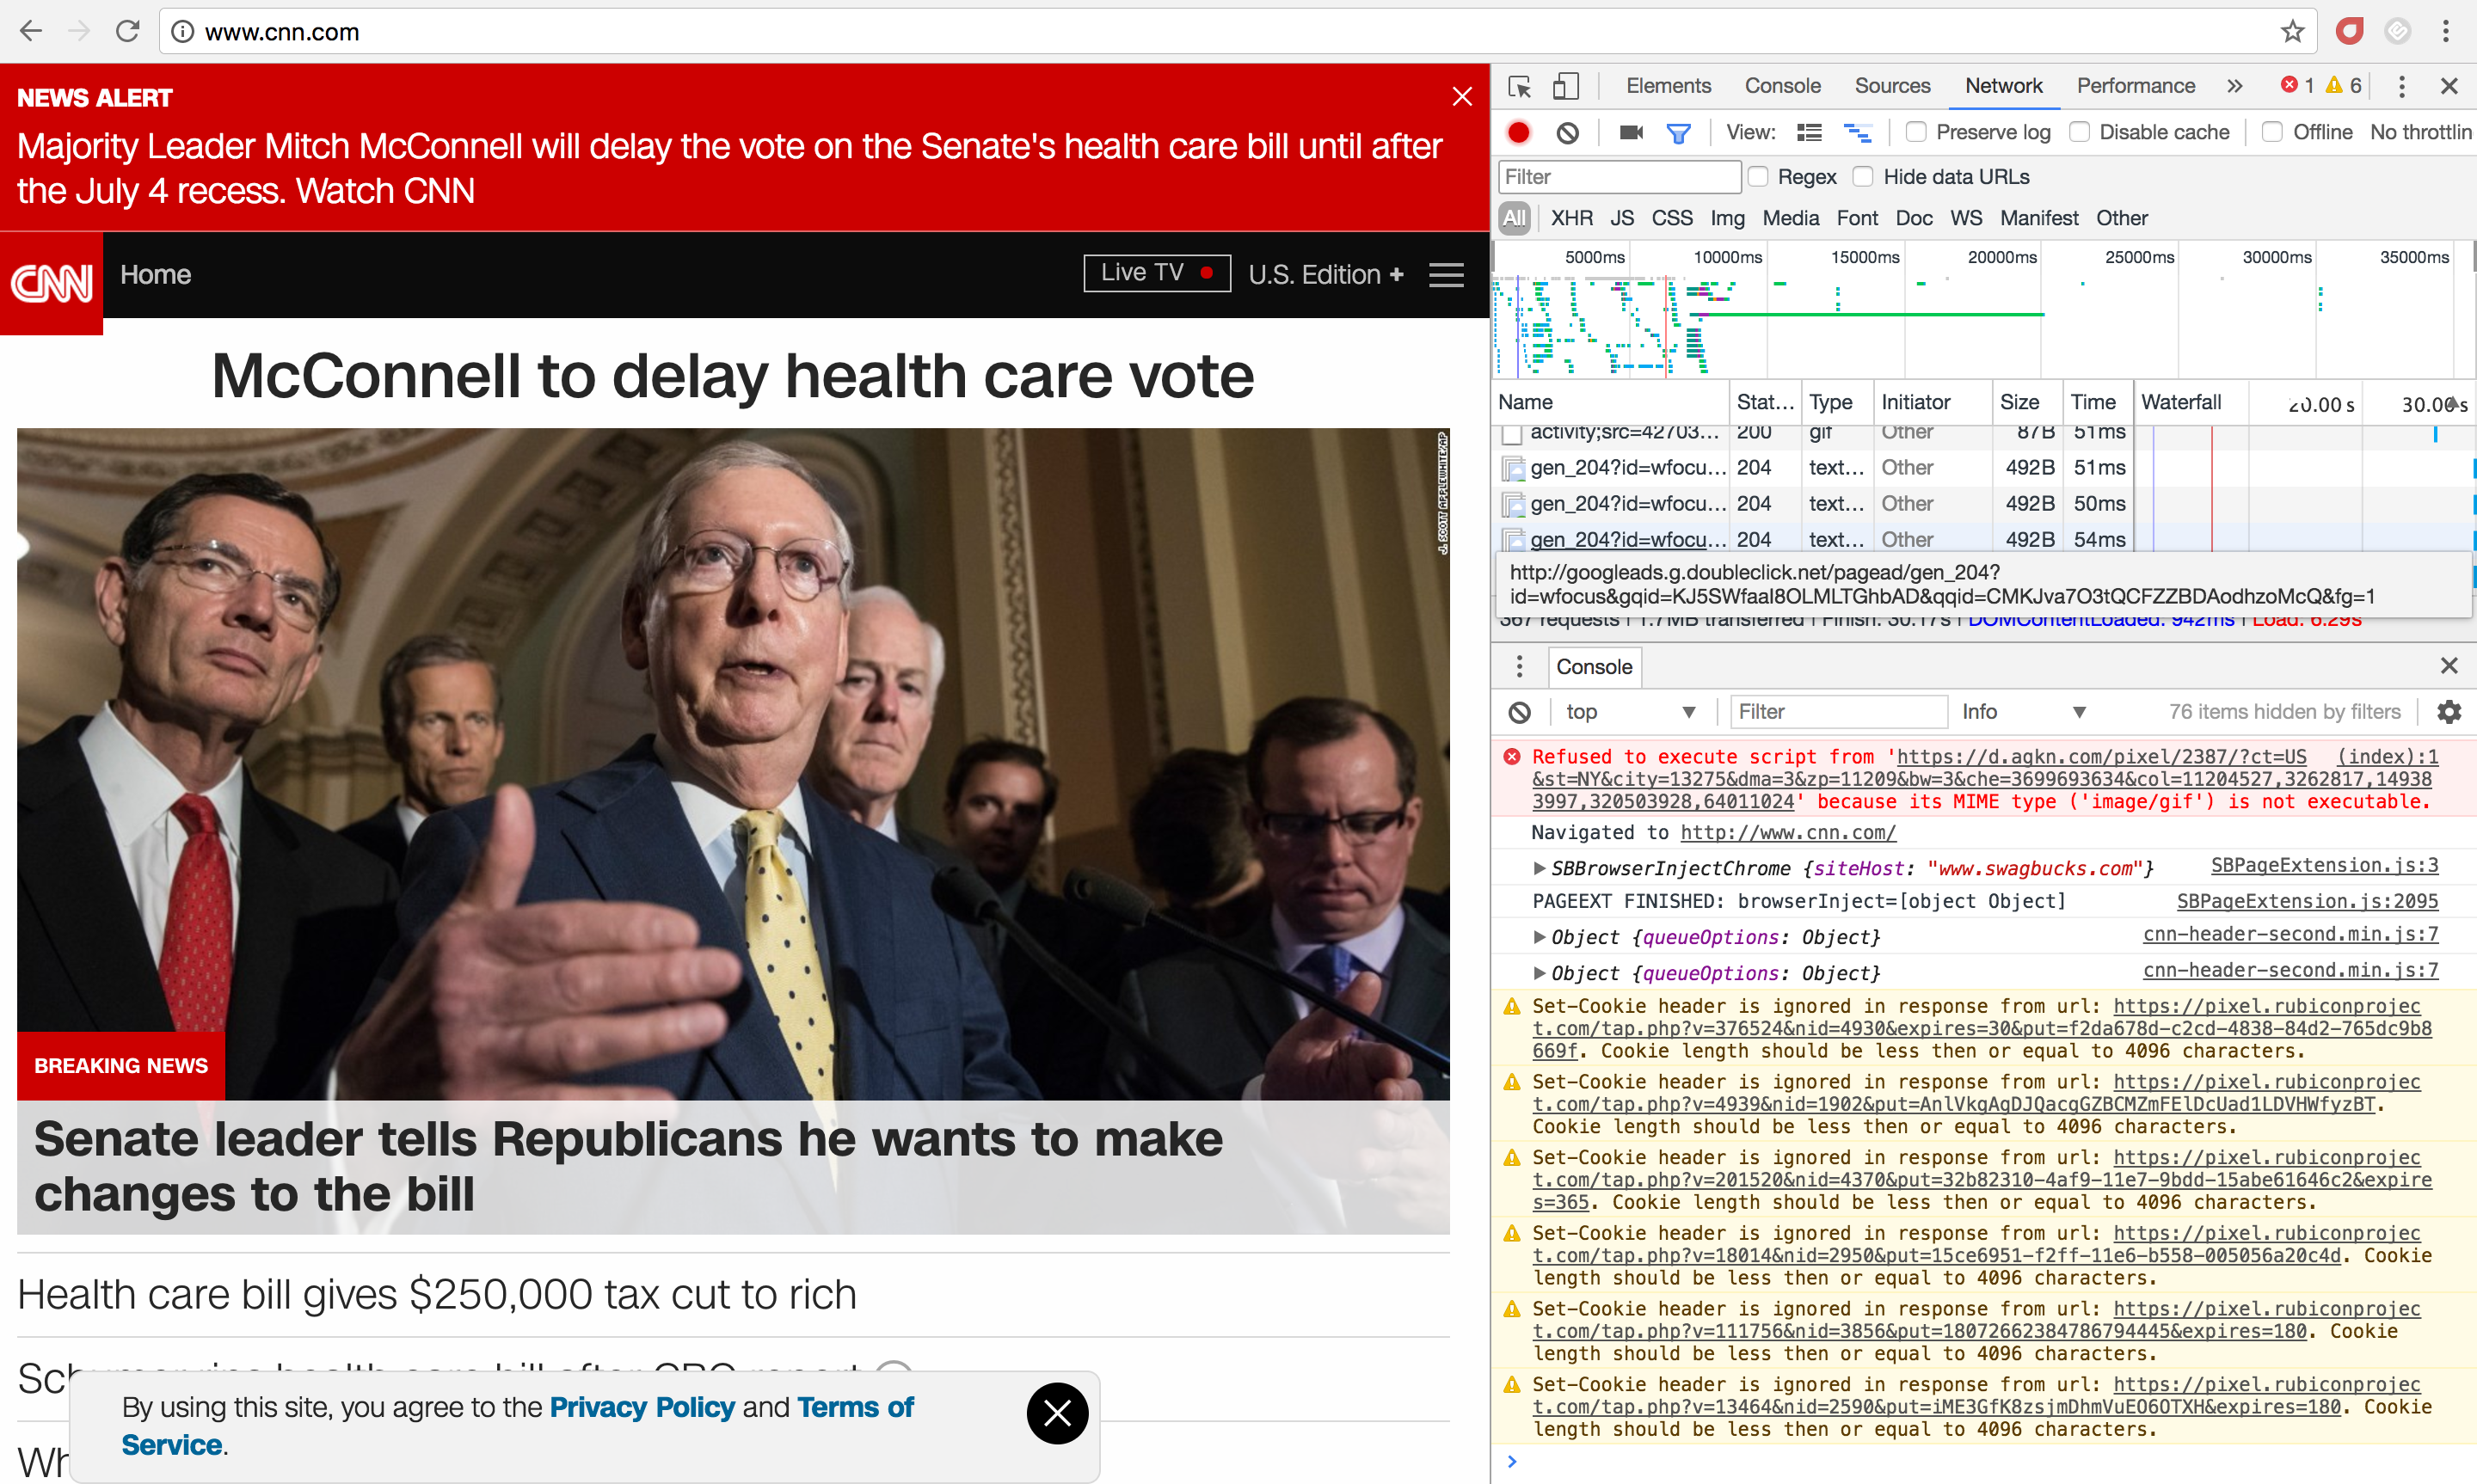 www.cnn.com
NEWS ALERT
Majority Leader Mitch McConnell will delay the vote on the Senate's health care bill until after
the July 4 recess. Watch CNN
CNN Home Live TV U.S. Edition +
McConnell to delay health care vote
J. SCOTT APPLEWHITE/AP
BREAKING NEWS
Senate leader tells Republicans he wants to make
changes to the bill
Health care bill gives $250,000 tax cut to rich
By using this site, you agree to the Privacy Policy and Terms of
Service.
Elements Console Sources Network Performance » 1 6
View: Preserve log Disable cache Offline No throttlin
Filter Regex Hide data URLs
All XHR JS CSS Img Media Font Doc WS Manifest Other
5000ms 10000ms 15000ms 20000ms 25000ms 30000ms 35000ms
Name Stat... Type Initiator Size Time Waterfall 20.00 s 30.00 s
activity;src=42703... 200 gif Other 87B 51ms
gen_204?id=wfocu... 204 text... Other 492B 51ms
gen_204?id=wfocu... 204 text... Other 492B 50ms
gen_204?id=wfocu... 204 text... Other 492B 54ms
http://googleads.g.doubleclick.net/pagead/gen_204?
id=wfocus&gqid=KJ5SWfaaI8OLMLTGhbAD&qqid=CMKJva7O3tQCFZZBDAodhzoMcQ&fg=1
367 requests | 1.7MB transferred | Finish: 30.17s | DOMContentLoaded: 942ms | Load: 6.29s
Console
top Filter Info 76 items hidden by filters
Refused to execute script from 'https://d.agkn.com/pixel/2387/?ct=US (index):1
&st=NY&city=13275&dma=3&zp=11209&bw=3&che=3699693634&col=11204527,3262817,14938
3997,320503928,64011024' because its MIME type ('image/gif') is not executable.
Navigated to http://www.cnn.com/
SBBrowserInjectChrome {siteHost: "www.swagbucks.com"} SBPageExtension.js:3
PAGEEXT FINISHED: browserInject=[object Object] SBPageExtension.js:2095
Object {queueOptions: Object} cnn-header-second.min.js:7
Object {queueOptions: Object} cnn-header-second.min.js:7
Set-Cookie header is ignored in response from url: https://pixel.rubiconprojec
t.com/tap.php?v=376524&nid=4930&expires=30&put=f2da678d-c2cd-4838-84d2-765dc9b8
669f. Cookie length should be less then or equal to 4096 characters.
Set-Cookie header is ignored in response from url: https://pixel.rubiconprojec
t.com/tap.php?v=4939&nid=1902&put=AnlVkgAgDJQacgGZBCMZmFElDcUad1LDVHWfyzBT.
Cookie length should be less then or equal to 4096 characters.
Set-Cookie header is ignored in response from url: https://pixel.rubiconprojec
t.com/tap.php?v=201520&nid=4370&put=32b82310-4af9-11e7-9bdd-15abe61646c2&expire
s=365. Cookie length should be less then or equal to 4096 characters.
Set-Cookie header is ignored in response from url: https://pixel.rubiconprojec
t.com/tap.php?v=18014&nid=2950&put=15ce6951-f2ff-11e6-b558-005056a20c4d. Cookie
length should be less then or equal to 4096 characters.
Set-Cookie header is ignored in response from url: https://pixel.rubiconprojec
t.com/tap.php?v=111756&nid=3856&put=18072662384786794445&expires=180. Cookie
length should be less then or equal to 4096 characters.
Set-Cookie header is ignored in response from url: https://pixel.rubiconprojec
t.com/tap.php?v=13464&nid=2590&put=iME3GfK8zsjmDhmVuEO6OTXH&expires=180. Cookie
length should be less then or equal to 4096 characters.